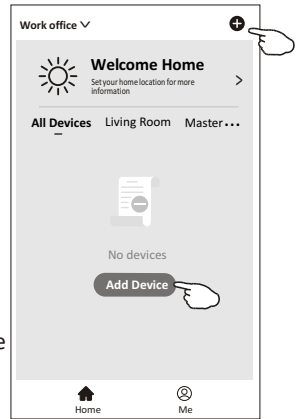 Work office
Welcome Home
Set your home location for more
information
All Devices Living Room Master
No devices
Add Device
e
Home Me